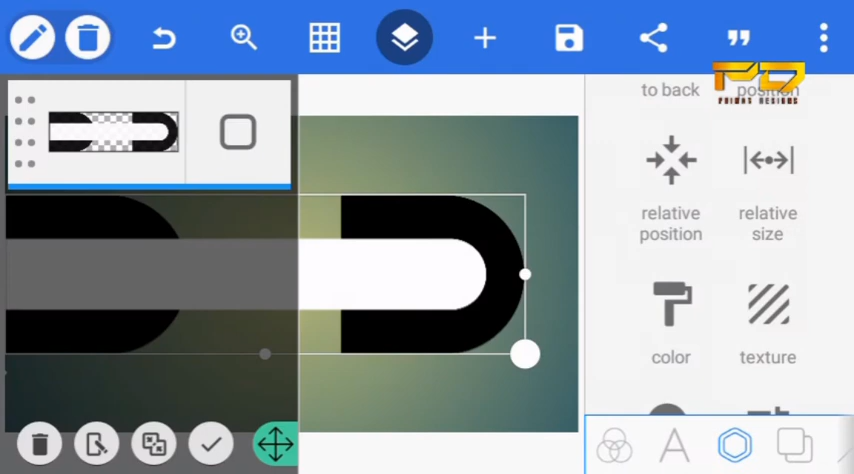 to back
position
PD
PRIMAX DESIGNS
relative
position
relative
size
color
texture